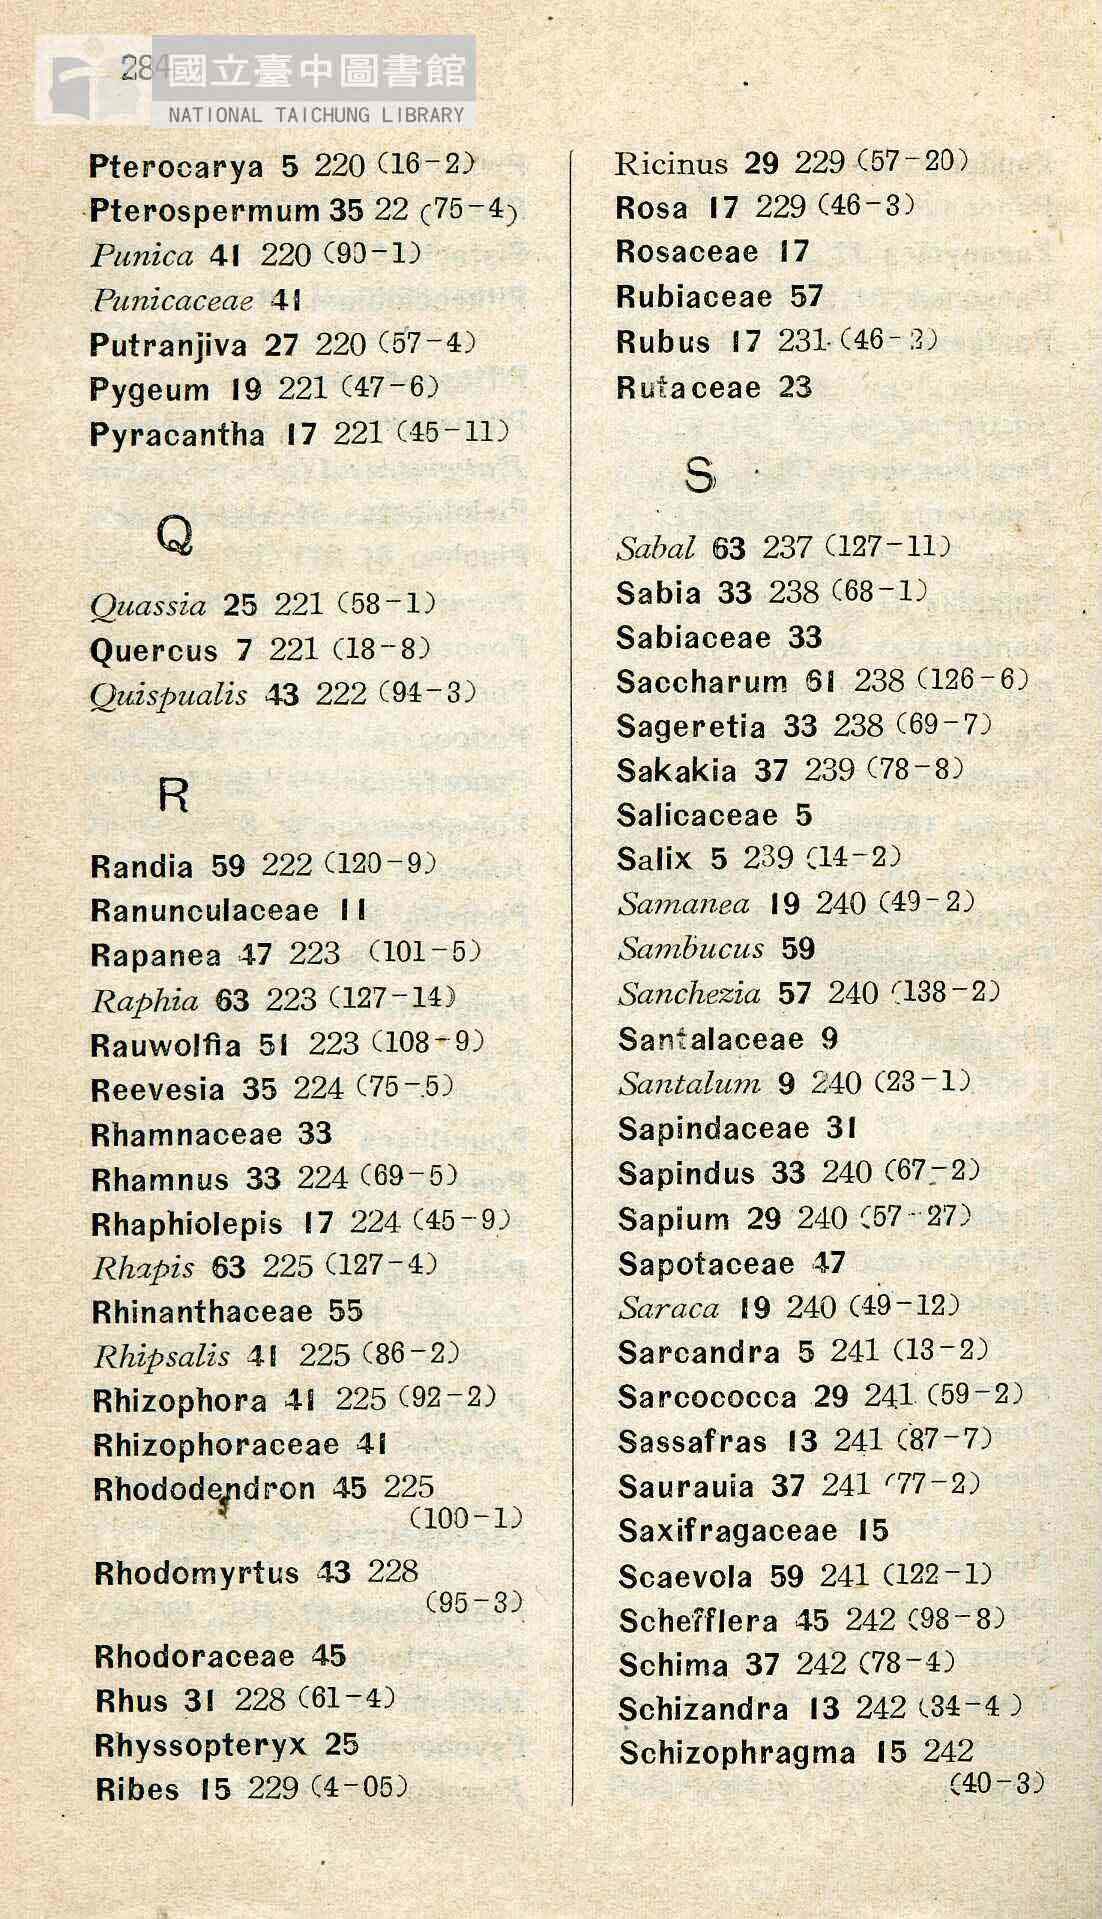 284
國立臺中圖書館
NATIONAL TAICHUNG LIBRARY
Pterocarya 5 220 (16-2)
Pterospermum 35 22 (75-4)
Punica 41 220 (90-1)
Punicaceae 41
Putranjiva 27 220 (57-4)
Pygeum 19 221 (47-6)
Pyracantha 17 221 (45-11)
Q
Quassia 25 221 (58-1)
Quercus 7 221 (18-8)
Quispualis 43 222 (94-3)
R
Randia 59 222 (120-9)
Ranunculaceae 11
Rapanea 47 223 (101-5)
Raphia 63 223 (127-14)
Rauwolfia 51 223 (108-9)
Reevesia 35 224 (75-5)
Rhamnaceae 33
Rhamnus 33 224 (69-5)
Rhaphiolepis 17 224 (45-9)
Rhapis 63 225 (127-4)
Rhinanthaceae 55
Rhipsalis 41 225 (86-2)
Rhizophora 41 225 (92-2)
Rhizophoraceae 41
Rhododendron 45 225
(100-1)
Rhodomyrtus 43 228
(95-3)
Rhodoraceae 45
Rhus 31 228 (61-4)
Rhyssopteryx 25
Ribes 15 229 (4-05)
Ricinus 29 229 (57-20)
Rosa 17 229 (46-3)
Rosaceae 17
Rubiaceae 57
Rubus 17 231 (46-2)
Rutaceae 23
S
Sabal 63 237 (127-11)
Sabia 33 238 (68-1)
Sabiaceae 33
Saccharum 61 238 (126-6)
Sageretia 33 238 (69-7)
Sakakia 37 239 (78-8)
Salicaceae 5
Salix 5 239 (14-2)
Samanea 19 240 (49-2)
Sambucus 59
Sanchezia 57 240 (138-2)
Santalaceae 9
Santalum 9 240 (23-1)
Sapindaceae 31
Sapindus 33 240 (67-2)
Sapium 29 240 (57-27)
Sapotaceae 47
Saraca 19 240 (49-12)
Sarcandra 5 241 (13-2)
Sarcococca 29 241 (59-2)
Sassafras 13 241 (87-7)
Saurauia 37 241 (77-2)
Saxifragaceae 15
Scaevola 59 241 (122-1)
Schefflera 45 242 (98-8)
Schima 37 242 (78-4)
Schizandra 13 242 (34-4)
Schizophragma 15 242
(40-3)